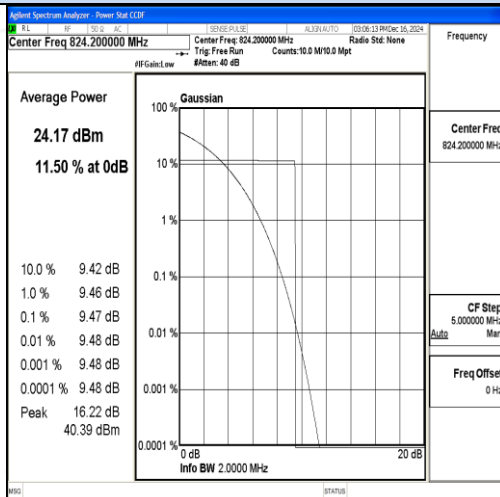 Agilent Spectrum Analyzer - Power Stat CCDF
RL RF 50 Ω AC SENSE:PULSE ALIGN AUTO 03:06:13 PM Dec 16, 2024
Center Freq 824.200000 MHz
Center Freq: 824.200000 MHz Radio Std: None
Trig: Free Run Counts:10.0 M/10.0 Mpt
#IFGain:Low #Atten: 40 dB
Frequency
Average Power
24.17 dBm
11.50 % at 0dB
10.0 % 9.42 dB
1.0 % 9.46 dB
0.1 % 9.47 dB
0.01 % 9.48 dB
0.001 % 9.48 dB
0.0001 % 9.48 dB
Peak 16.22 dB
40.39 dBm
Gaussian
100 %
10 %
1 %
0.1 %
0.01 %
0.001 %
0.0001 %
0 dB 20 dB
Info BW 2.0000 MHz
Center Freq
824.200000 MHz
CF Step
5.000000 MHz
Auto Man
Freq Offset
0 Hz
MSG STATUS